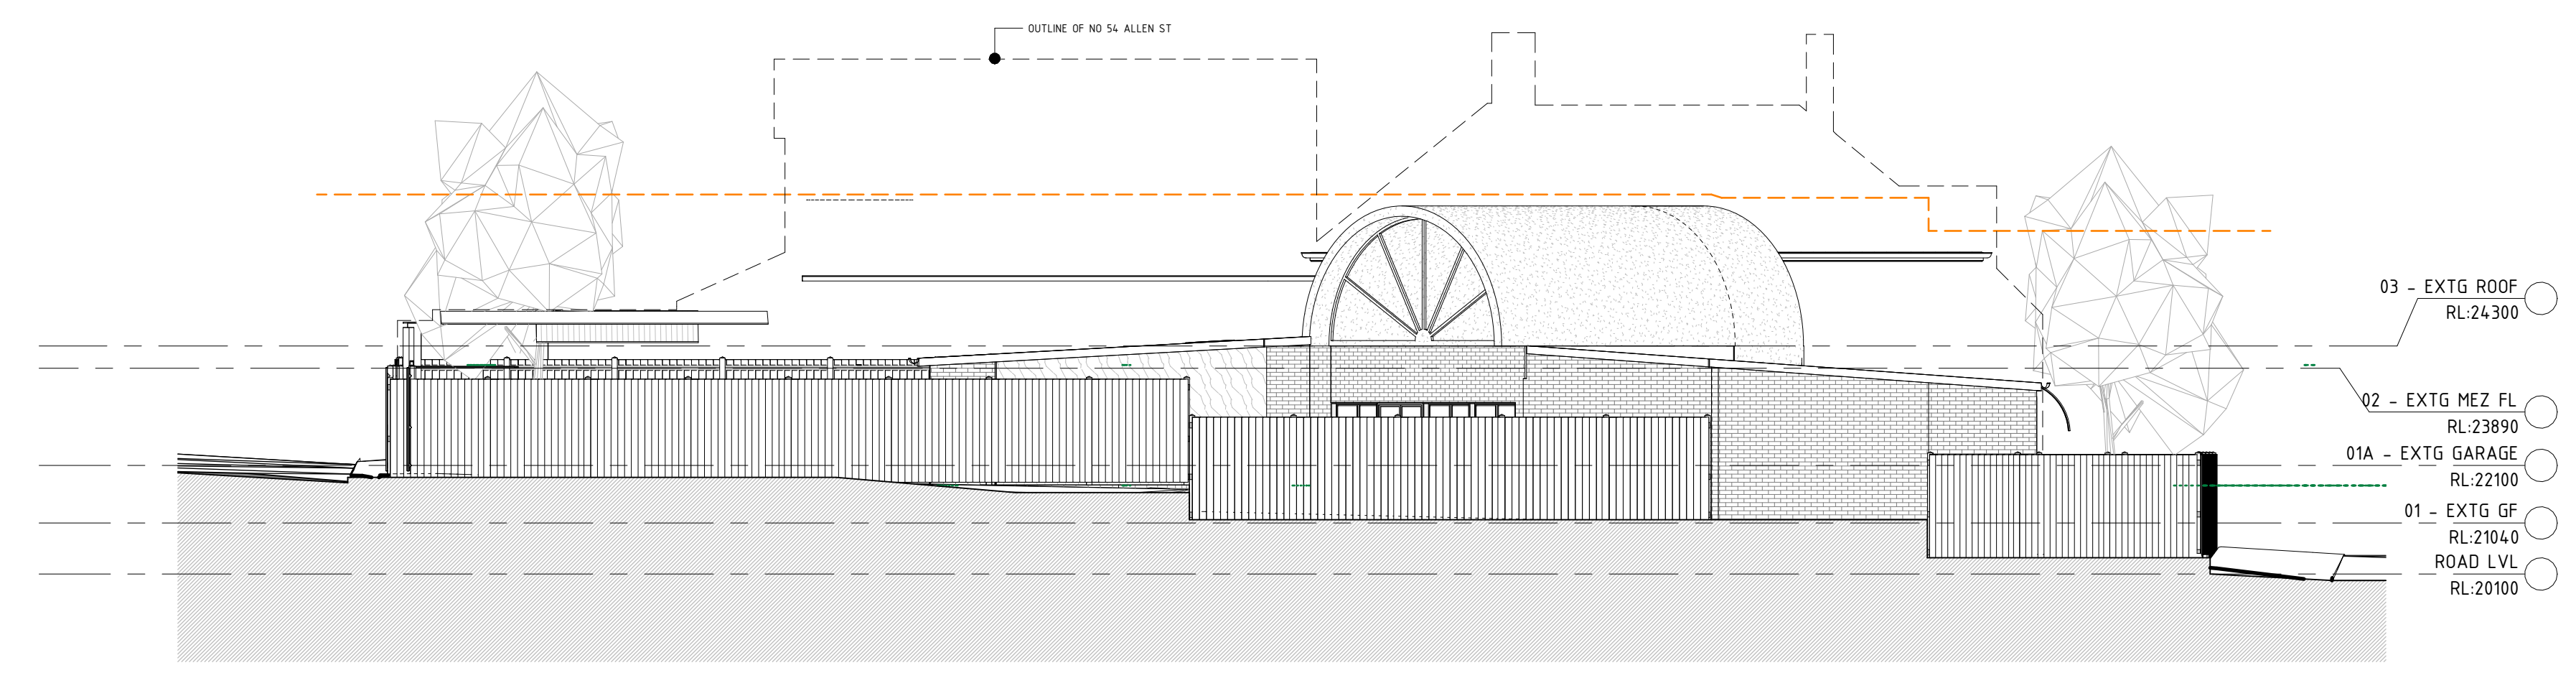 OUTLINE OF NO 54 ALLEN ST
03 - EXTG ROOF
RL:24300
02 - EXTG MEZ FL
RL:23890
01A - EXTG GARAGE
RL:22100
01 - EXTG GF
RL:21040
ROAD LVL
RL:20100